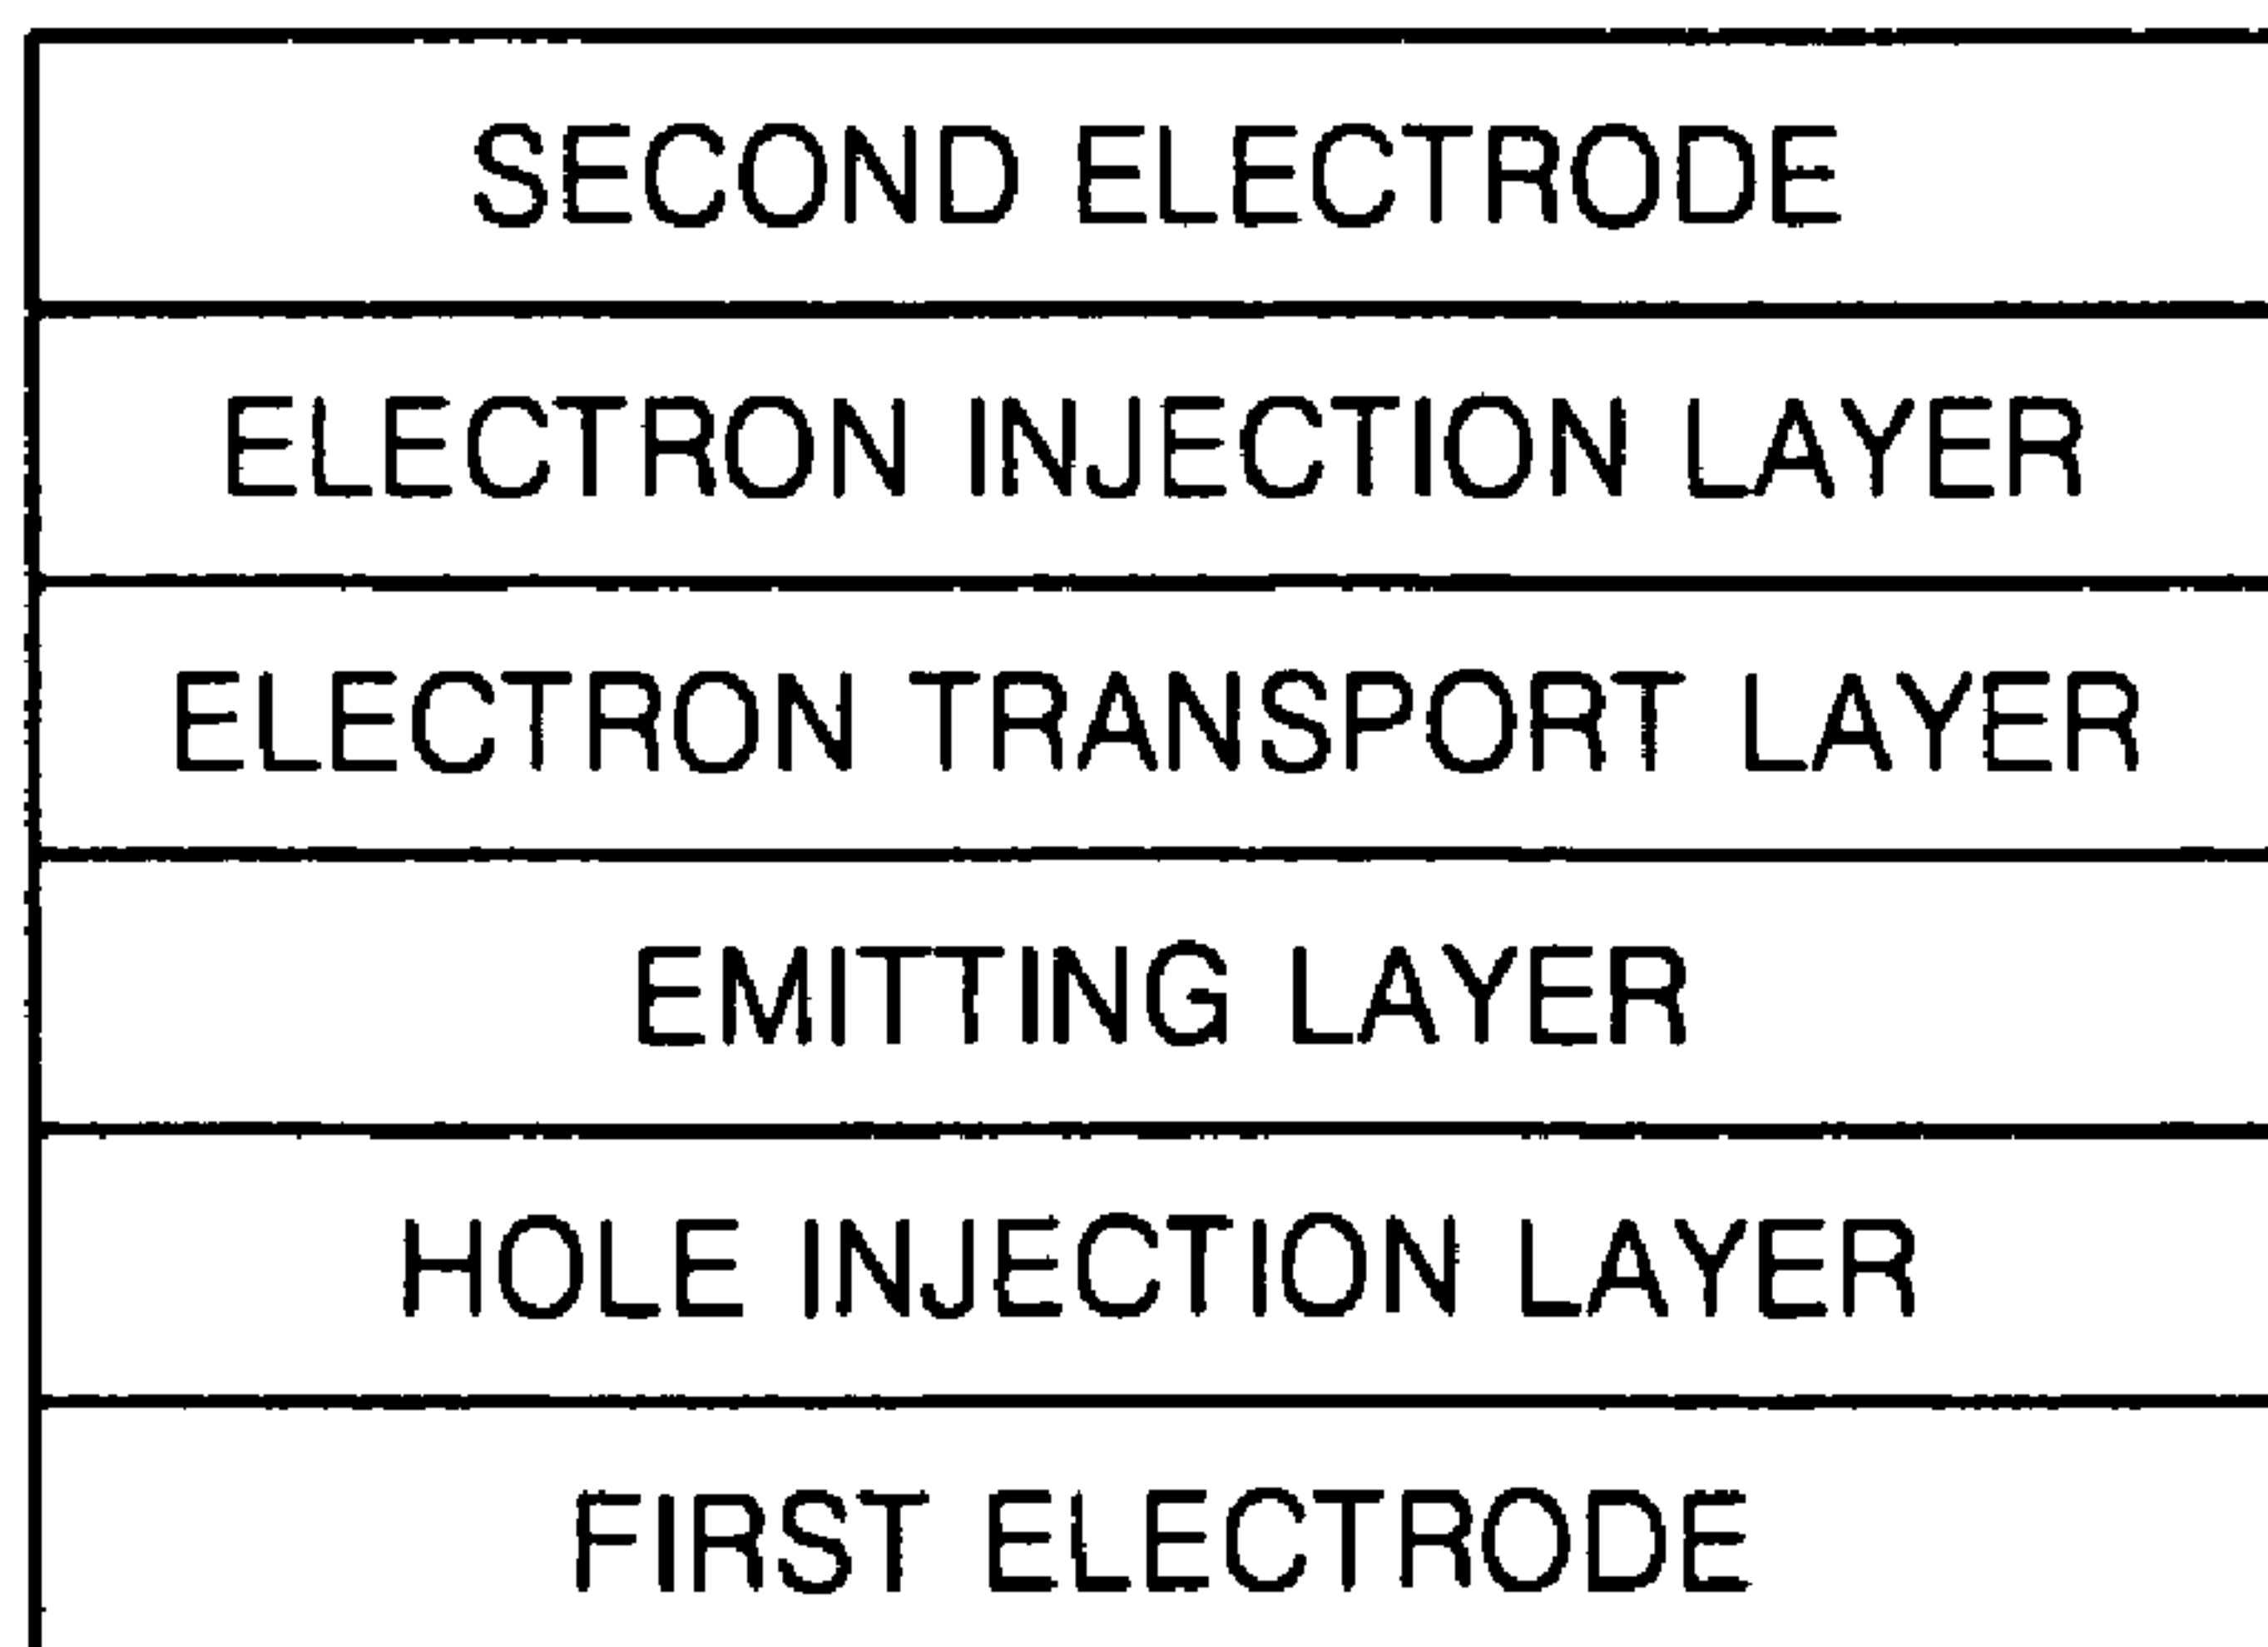 SECOND ELECTRODE
ELECTRON INJECTION LAYER
ELECTRON TRANSPORT LAYER
EMITTING LAYER
HOLE INJECTION LAYER
FIRST ELECTRODE